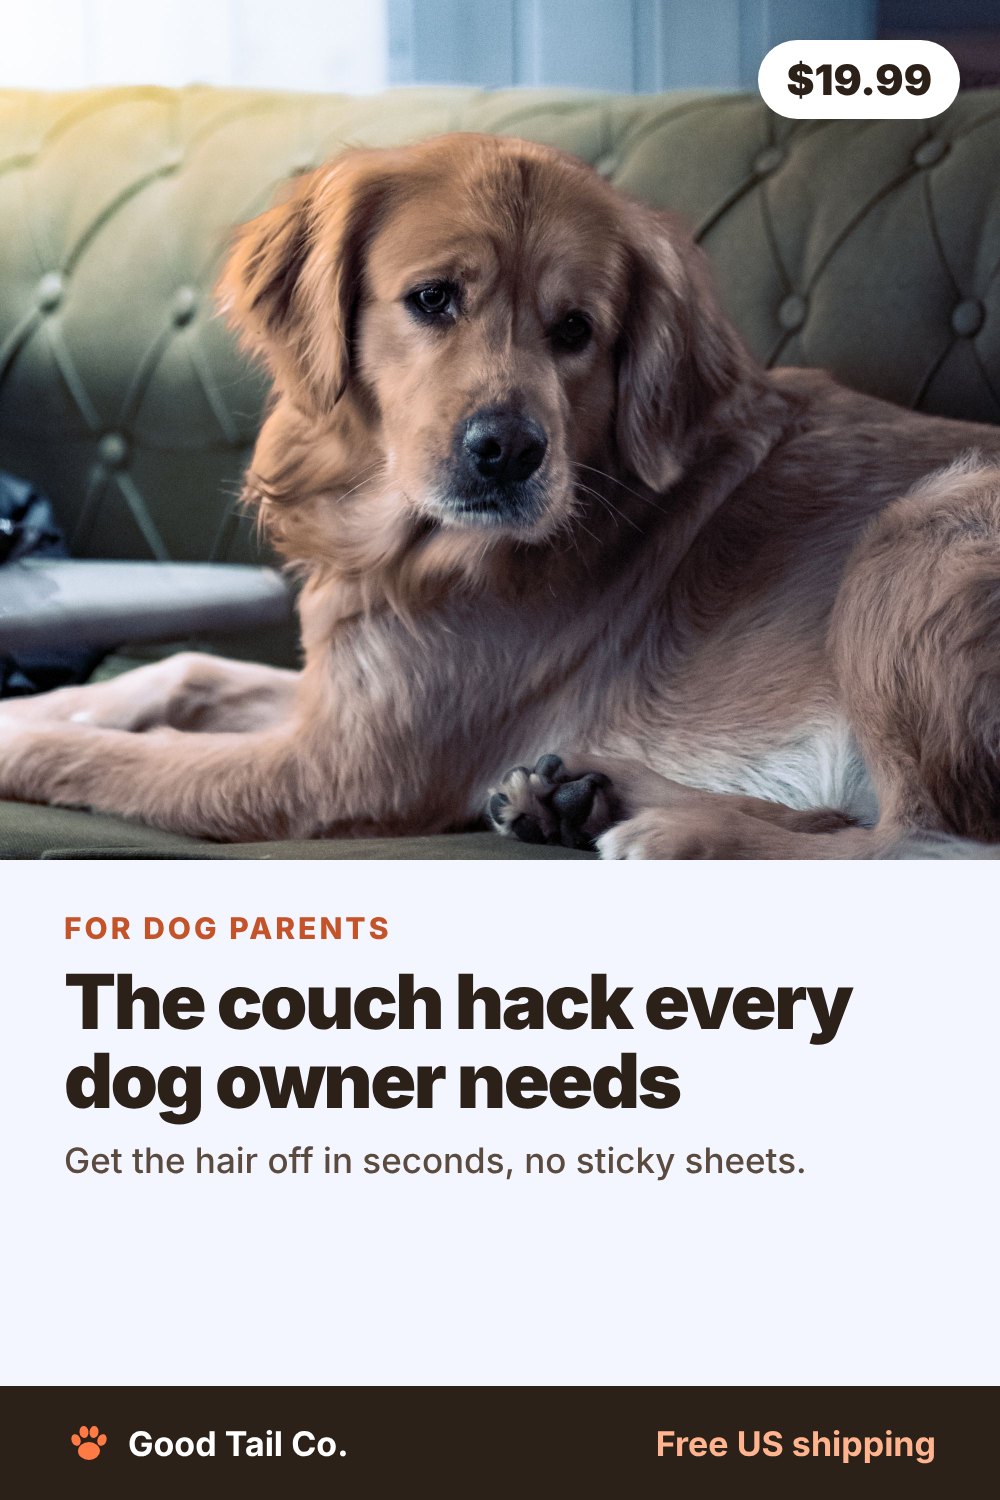 $19.99
FOR DOG PARENTS
The couch hack every
dog owner needs
Get the hair off in seconds, no sticky sheets.
Good Tail Co.
Free US shipping